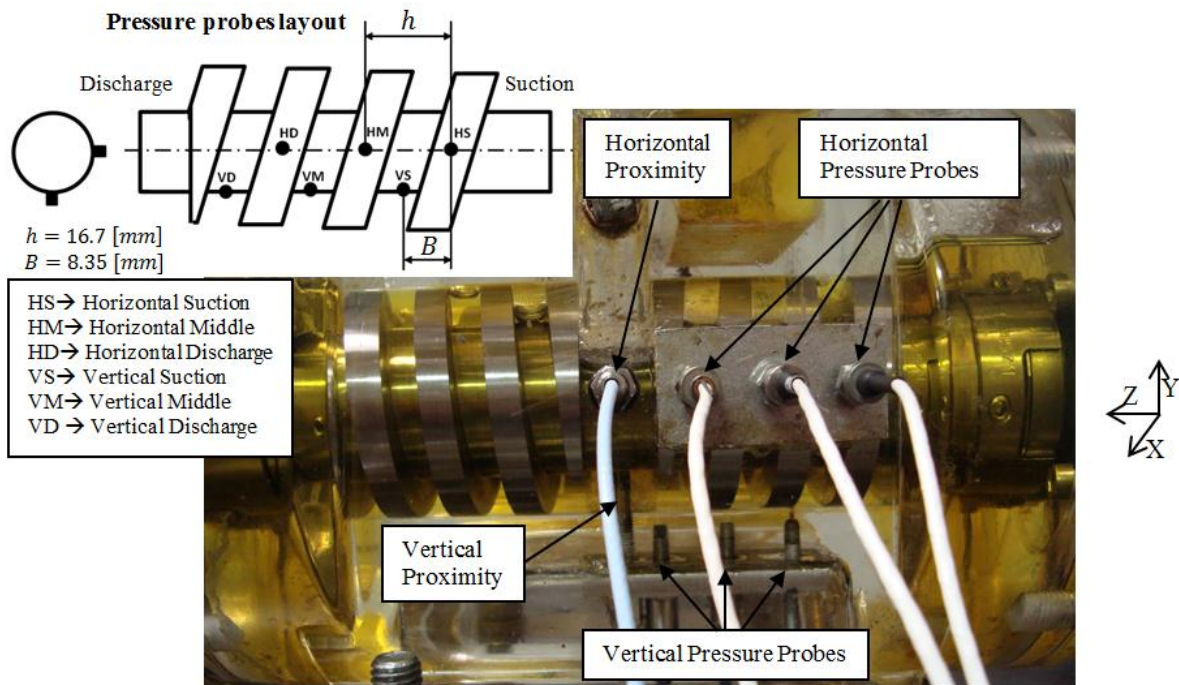 Pressure probes layout
h
Discharge
Suction
HD
HM
HS
VD
VM
VS
h = 16.7 [mm]
B = 8.35 [mm]
B
HS→ Horizontal Suction
HM→ Horizontal Middle
HD→ Horizontal Discharge
VS→ Vertical Suction
VM→ Vertical Middle
VD → Vertical Discharge
Horizontal
Proximity
Horizontal
Pressure Probes
Vertical
Proximity
Vertical Pressure Probes
Y
Z
X